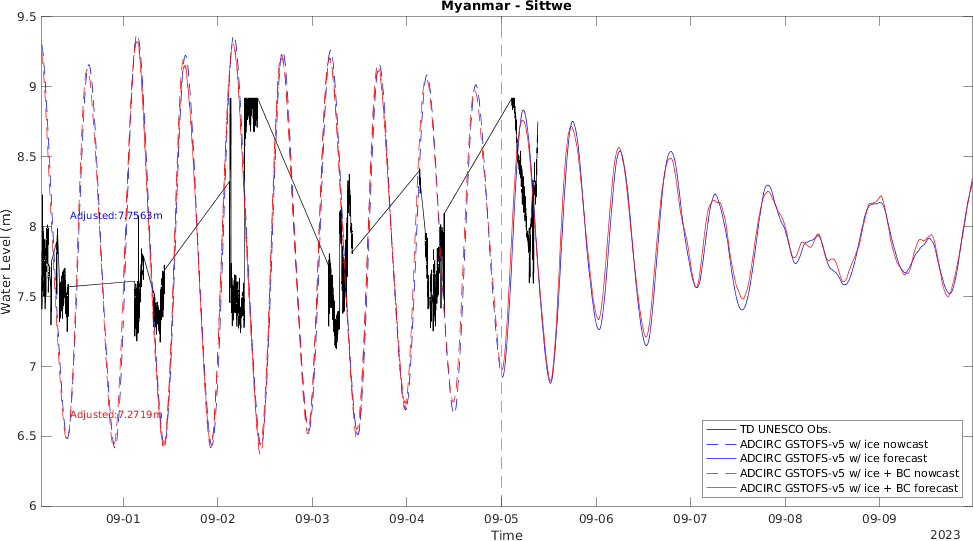 Myanmar - Sittwe
9.5
9
8.5
8
7.5
7
6.5
6
Water Level (m)
Adjusted:7.7563m
Adjusted:7.2719m
TD UNESCO Obs.
ADCIRC GSTOFS-v5 w/ ice nowcast
ADCIRC GSTOFS-v5 w/ ice forecast
ADCIRC GSTOFS-v5 w/ ice + BC nowcast
ADCIRC GSTOFS-v5 w/ ice + BC forecast
09-01 09-02 09-03 09-04 09-05 09-06 09-07 09-08 09-09
Time
2023